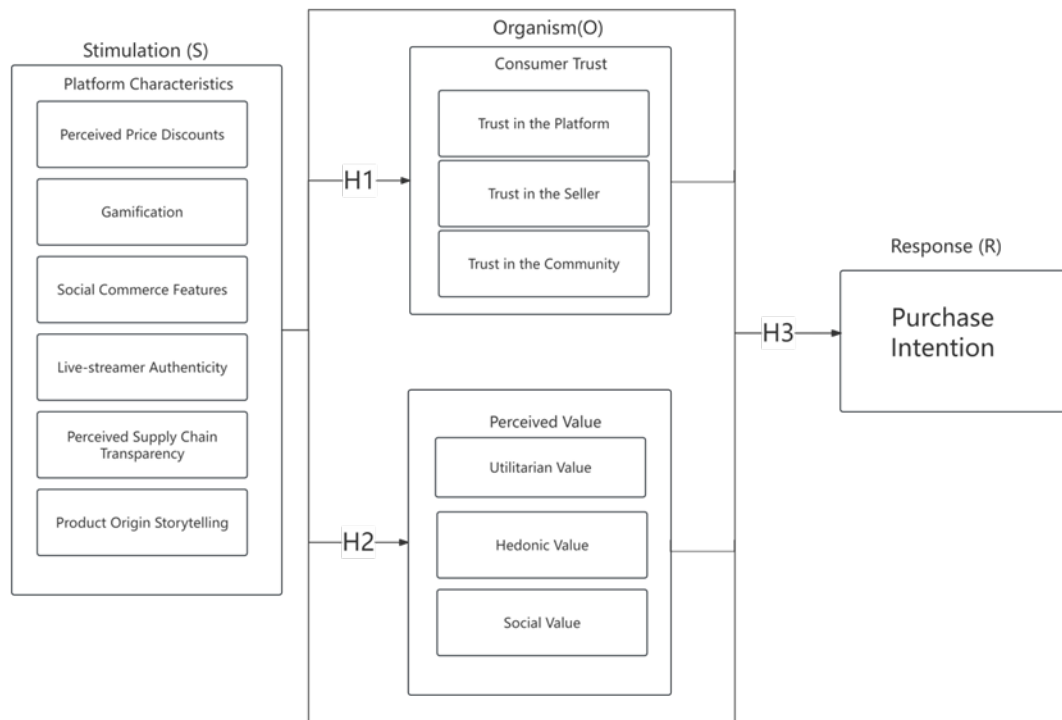 Stimulation (S)
Platform Characteristics
Perceived Price Discounts
Gamification
Social Commerce Features
Live-streamer Authenticity
Perceived Supply Chain
Transparency
Product Origin Storytelling
H1
H2
Organism(O)
Consumer Trust
Trust in the Platform
Trust in the Seller
Trust in the Community
Perceived Value
Utilitarian Value
Hedonic Value
Social Value
H3
Response (R)
Purchase
Intention